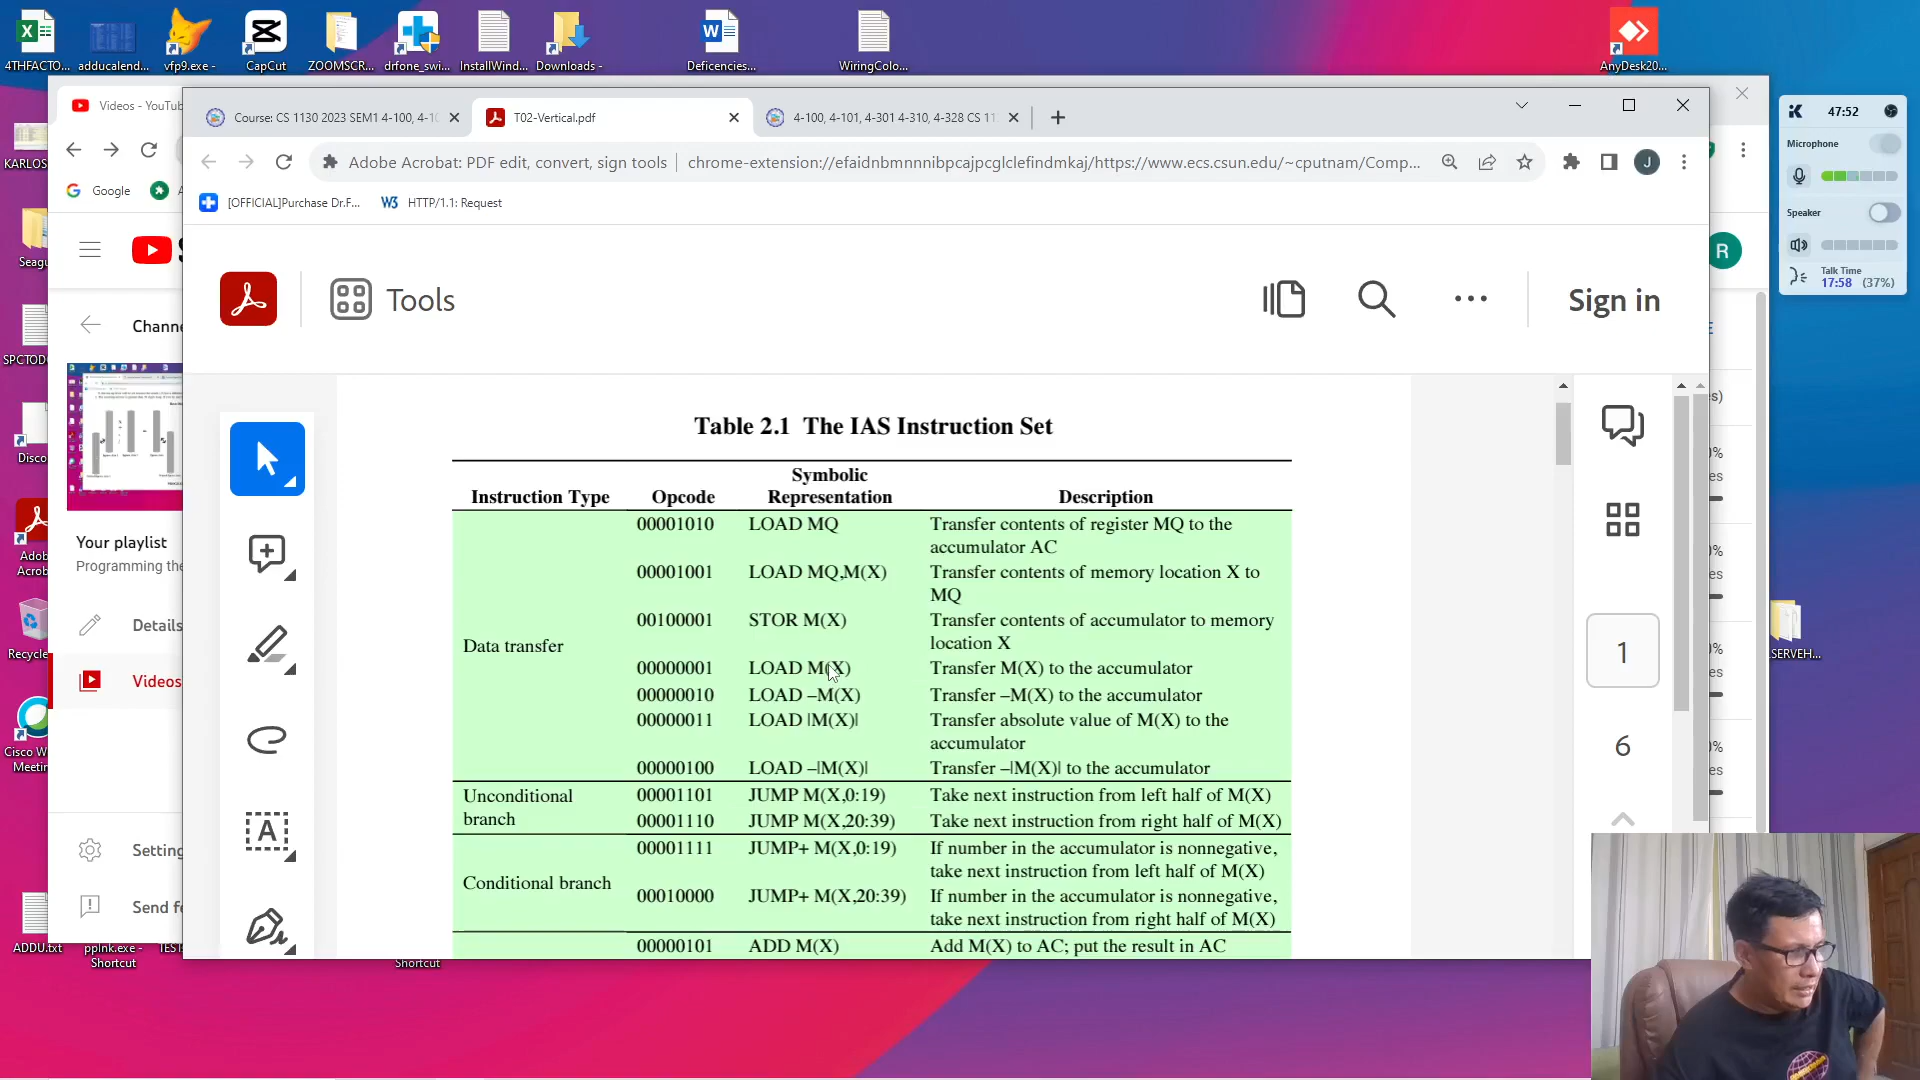 4THFACTO...
adducalend...
vfp9.exe -
CapCut
ZOOMSCR...
drfone_swi...
InstallWind...
Downloads -
Deficencies...
WiringColo...
AnyDesk20...
Videos - YouTub
Course: CS 1130 2023 SEM1 4-100, 4-10
T02-Vertical.pdf
4-100, 4-101, 4-301 4-310, 4-328 CS 11
47:52
Microphone
Speaker
Talk Time
17:58 (37%)
KARLOS
Adobe Acrobat: PDF edit, convert, sign tools
chrome-extension://efaidnbmnnnibpcajpcglclefindmkaj/https://www.ecs.csun.edu/~cputnam/Comp...
J
Google
[OFFICIAL]Purchase Dr.F...
W3 HTTP/1.1: Request
Seagu
R
Tools
Sign in
Channe
SPCTOD
Disco
Adob
Acrob
Recycle
Cisco W
Meetin
ADDU.txt
Your playlist
Programming the
Details
Videos
Setting
Send fe
Table 2.1 The IAS Instruction Set
Instruction Type Opcode Symbolic Representation Description
Data transfer
00001010 LOAD MQ Transfer contents of register MQ to the
accumulator AC
00001001 LOAD MQ,M(X) Transfer contents of memory location X to
MQ
00100001 STOR M(X) Transfer contents of accumulator to memory
location X
00000001 LOAD M(X) Transfer M(X) to the accumulator
00000010 LOAD –M(X) Transfer –M(X) to the accumulator
00000011 LOAD |M(X)| Transfer absolute value of M(X) to the
accumulator
00000100 LOAD –|M(X)| Transfer –|M(X)| to the accumulator
Unconditional
branch
00001101 JUMP M(X,0:19) Take next instruction from left half of M(X)
00001110 JUMP M(X,20:39) Take next instruction from right half of M(X)
Conditional branch
00001111 JUMP+ M(X,0:19) If number in the accumulator is nonnegative,
take next instruction from left half of M(X)
00010000 JUMP+ M(X,20:39) If number in the accumulator is nonnegative,
take next instruction from right half of M(X)
00000101 ADD M(X) Add M(X) to AC; put the result in AC
1
6
SERVEH...
pplnk.exe -
Shortcut
TEST
Shortcut